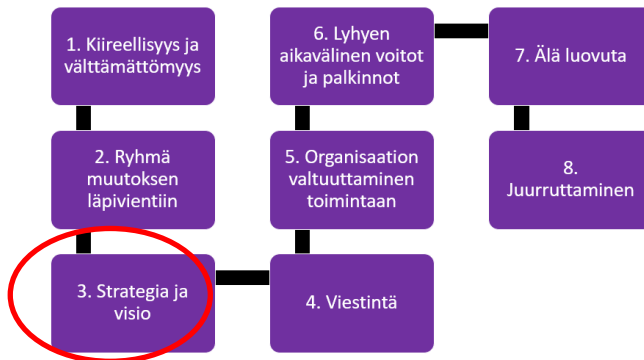 1. Kiireellisyys ja
välttämättömyys
2. Ryhmä
muutoksen
läpivientiin
3. Strategia ja
visio
4. Viestintä
5. Organisaation
valtuuttaminen
toimintaan
6. Lyhyen
aikavälinen voitot
ja palkinnot
7. Älä luovuta
8.
Juurruttaminen